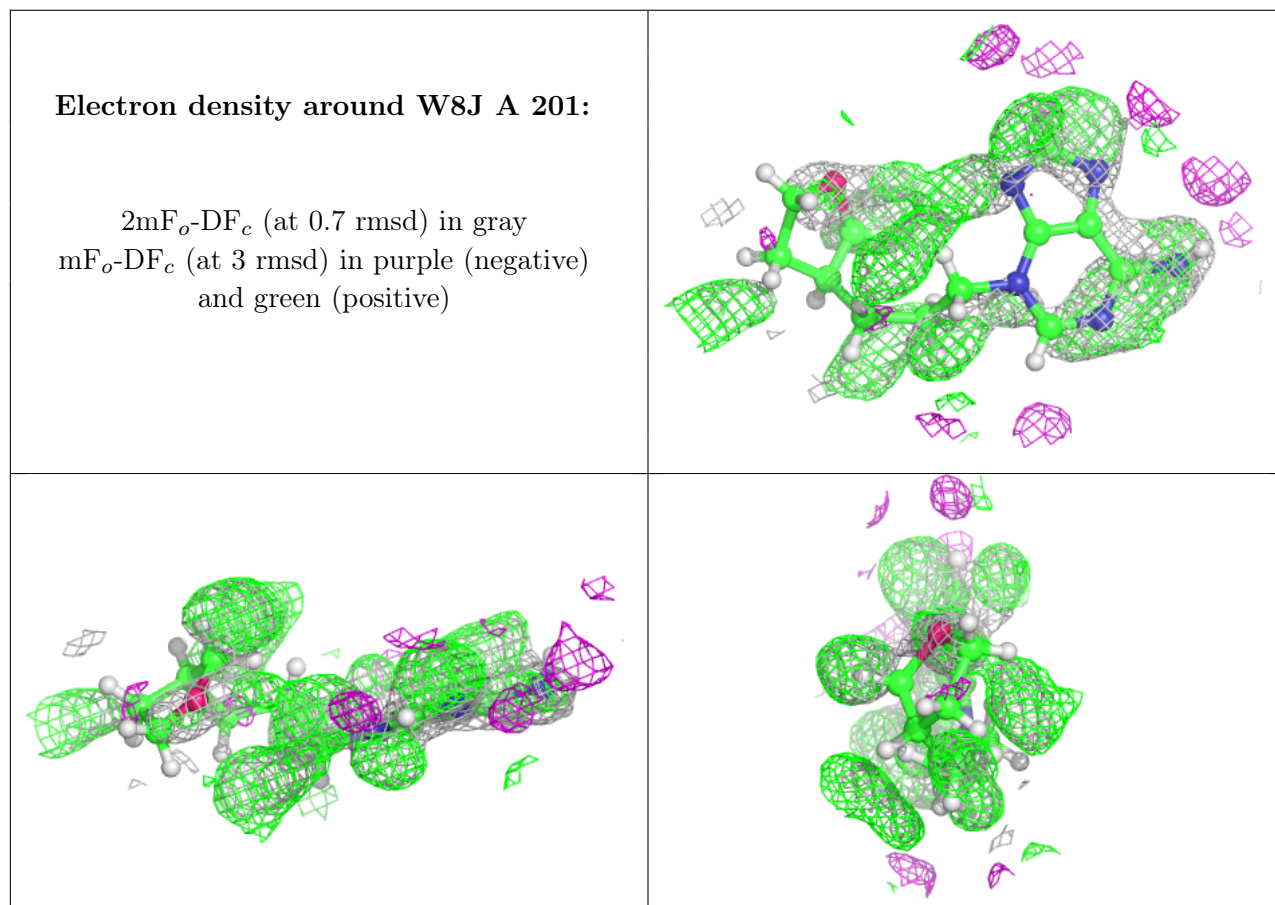 Electron density around W8J A 201:
2mFo-DFc (at 0.7 rmsd) in gray
mFo-DFc (at 3 rmsd) in purple (negative)
and green (positive)